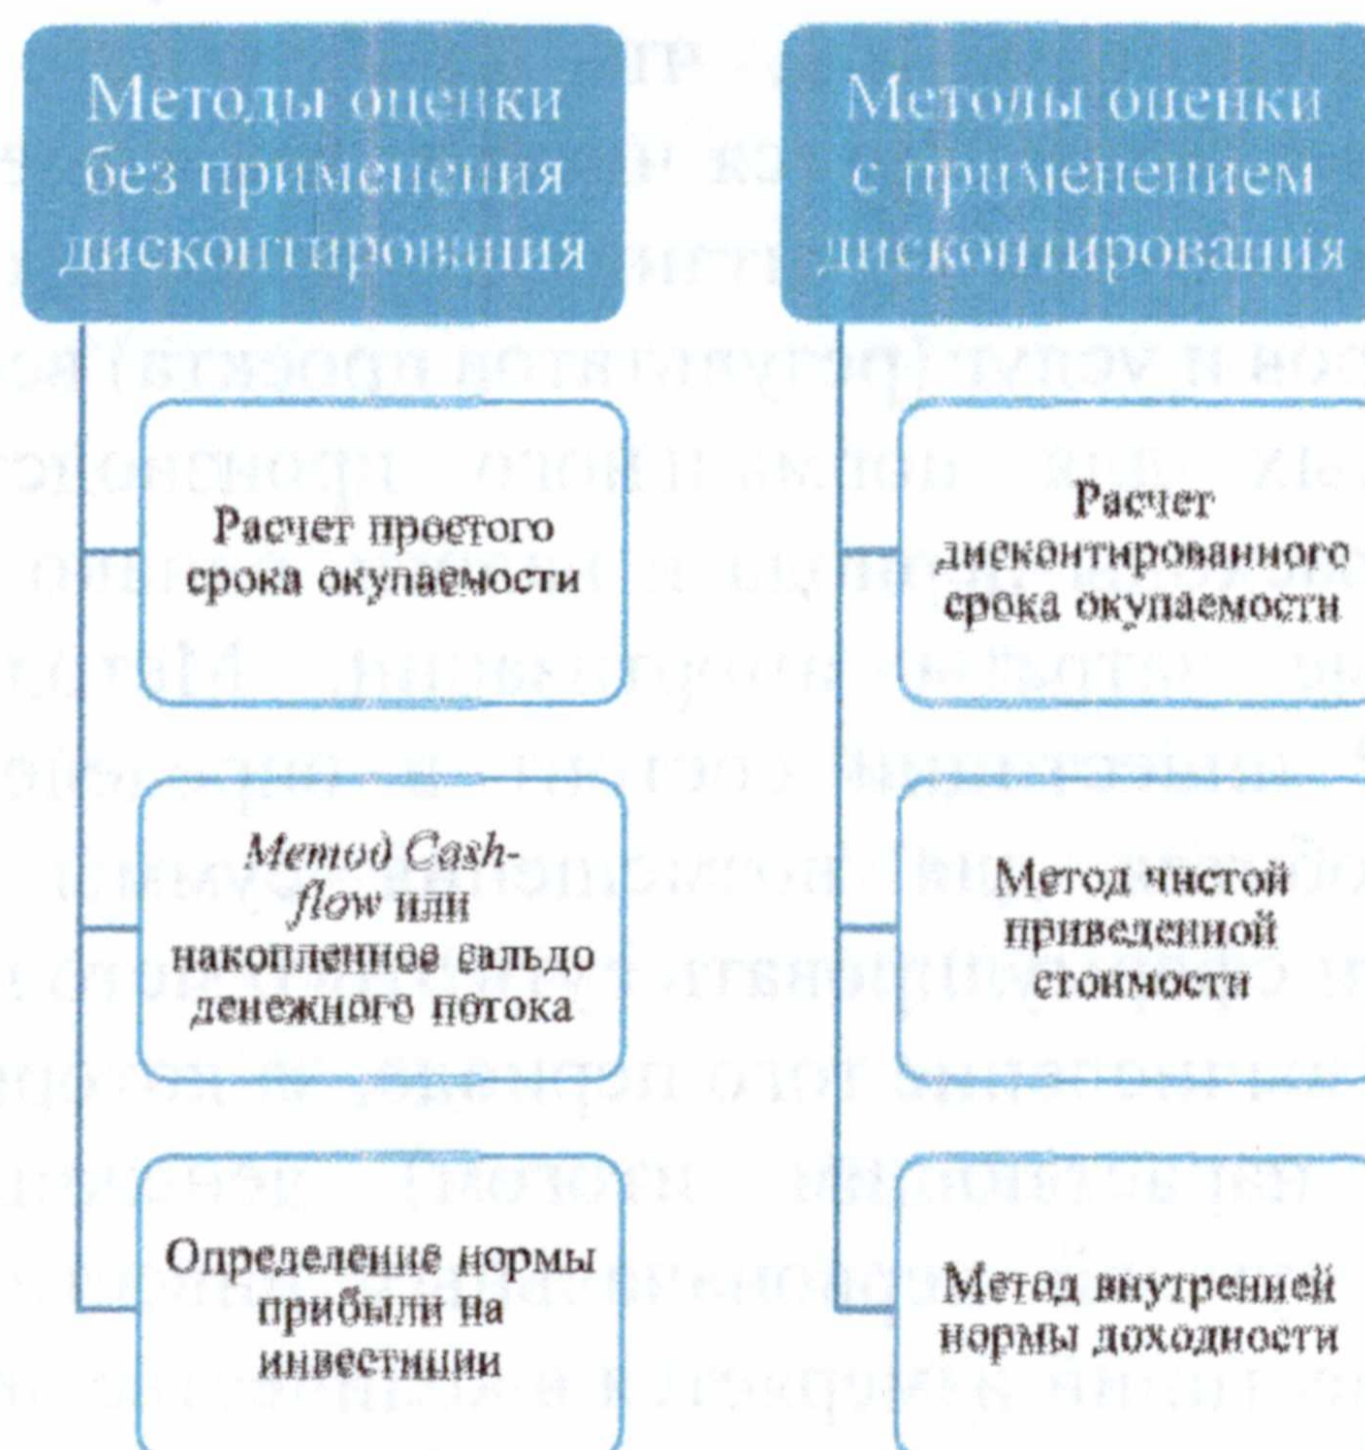 Методы оценки
без применения
дисконтирования
Расчет простого
срока окупаемости
Метод Cash-
flow или
накопленное сальдо
денежного потока
Определение нормы
прибыли на
инвестиции
Методы оценки
с применением
дисконтирования
Расчет
дисконтированного
срока окупаемости
Метод чистой
приведенной
стоимости
Метод внутренней
нормы доходности